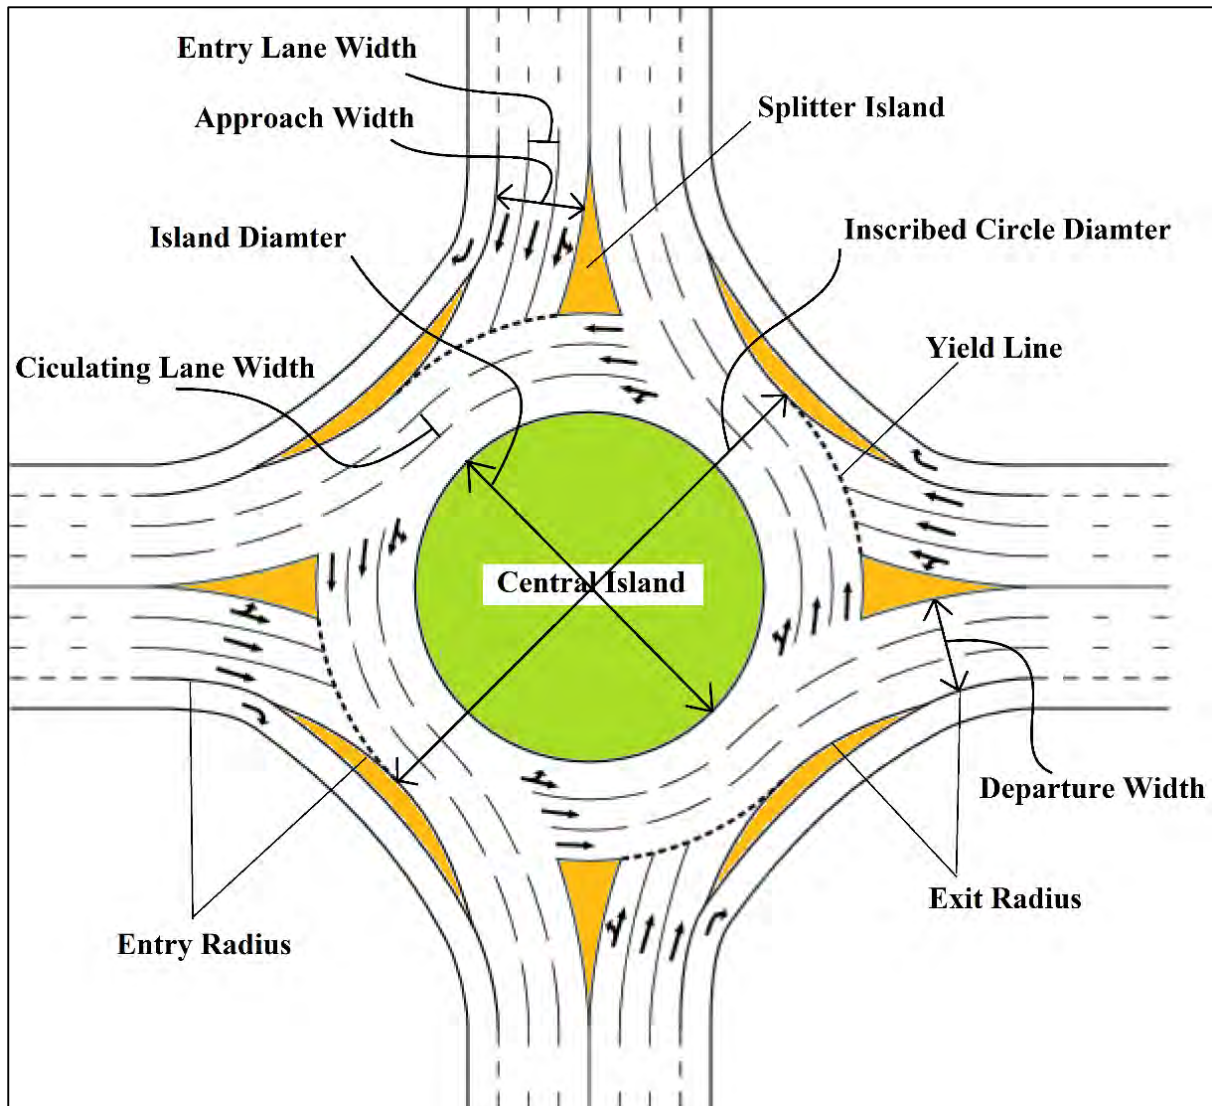 Entry Lane Width
Approach Width
Splitter Island
Island Diamter
Inscribed Circle Diamter
Yield Line
Ciculating Lane Width
Central Island
Departure Width
Exit Radius
Entry Radius